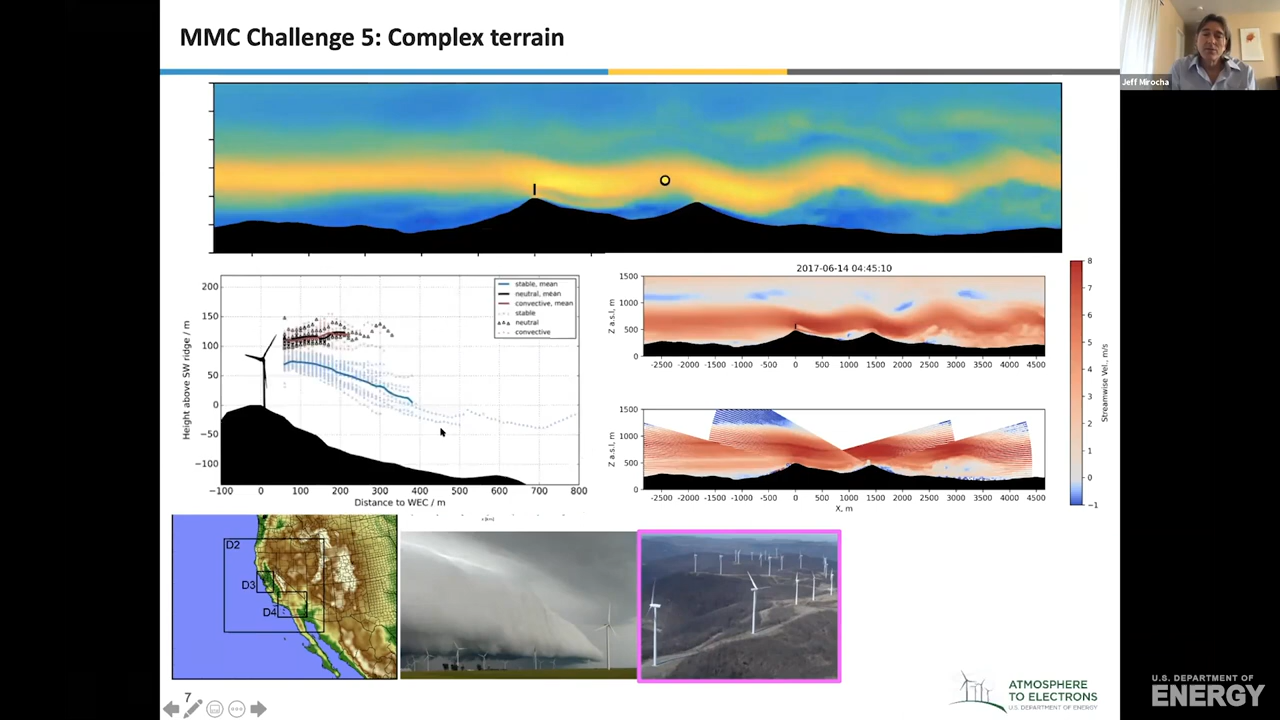 MMC Challenge 5: Complex terrain
Jeff Mirocha
200
150
100
50
0
−50
−100
Height above SW ridge / m
stable, mean
neutral, mean
convective, mean
stable
neutral
convective
−100 0 100 200 300 400 500 600 700 800
Distance to WEC / m
2017-06-14 04:45:10
1500
1000
500
0
Z a.s.l, m
-2500 -2000 -1500 -1000 -500 0 500 1000 1500 2000 2500 3000 3500 4000 4500
1500
1000
500
0
Z a.s.l, m
-2500 -2000 -1500 -1000 -500 0 500 1000 1500 2000 2500 3000 3500 4000 4500
X, m
8
7
6
5
4
3
2
1
0
−1
Streamwise Vel., m/s
D2
D3
D4
7
ATMOSPHERE
TO ELECTRONS
U.S. DEPARTMENT OF ENERGY
U.S. DEPARTMENT OF
ENERGY